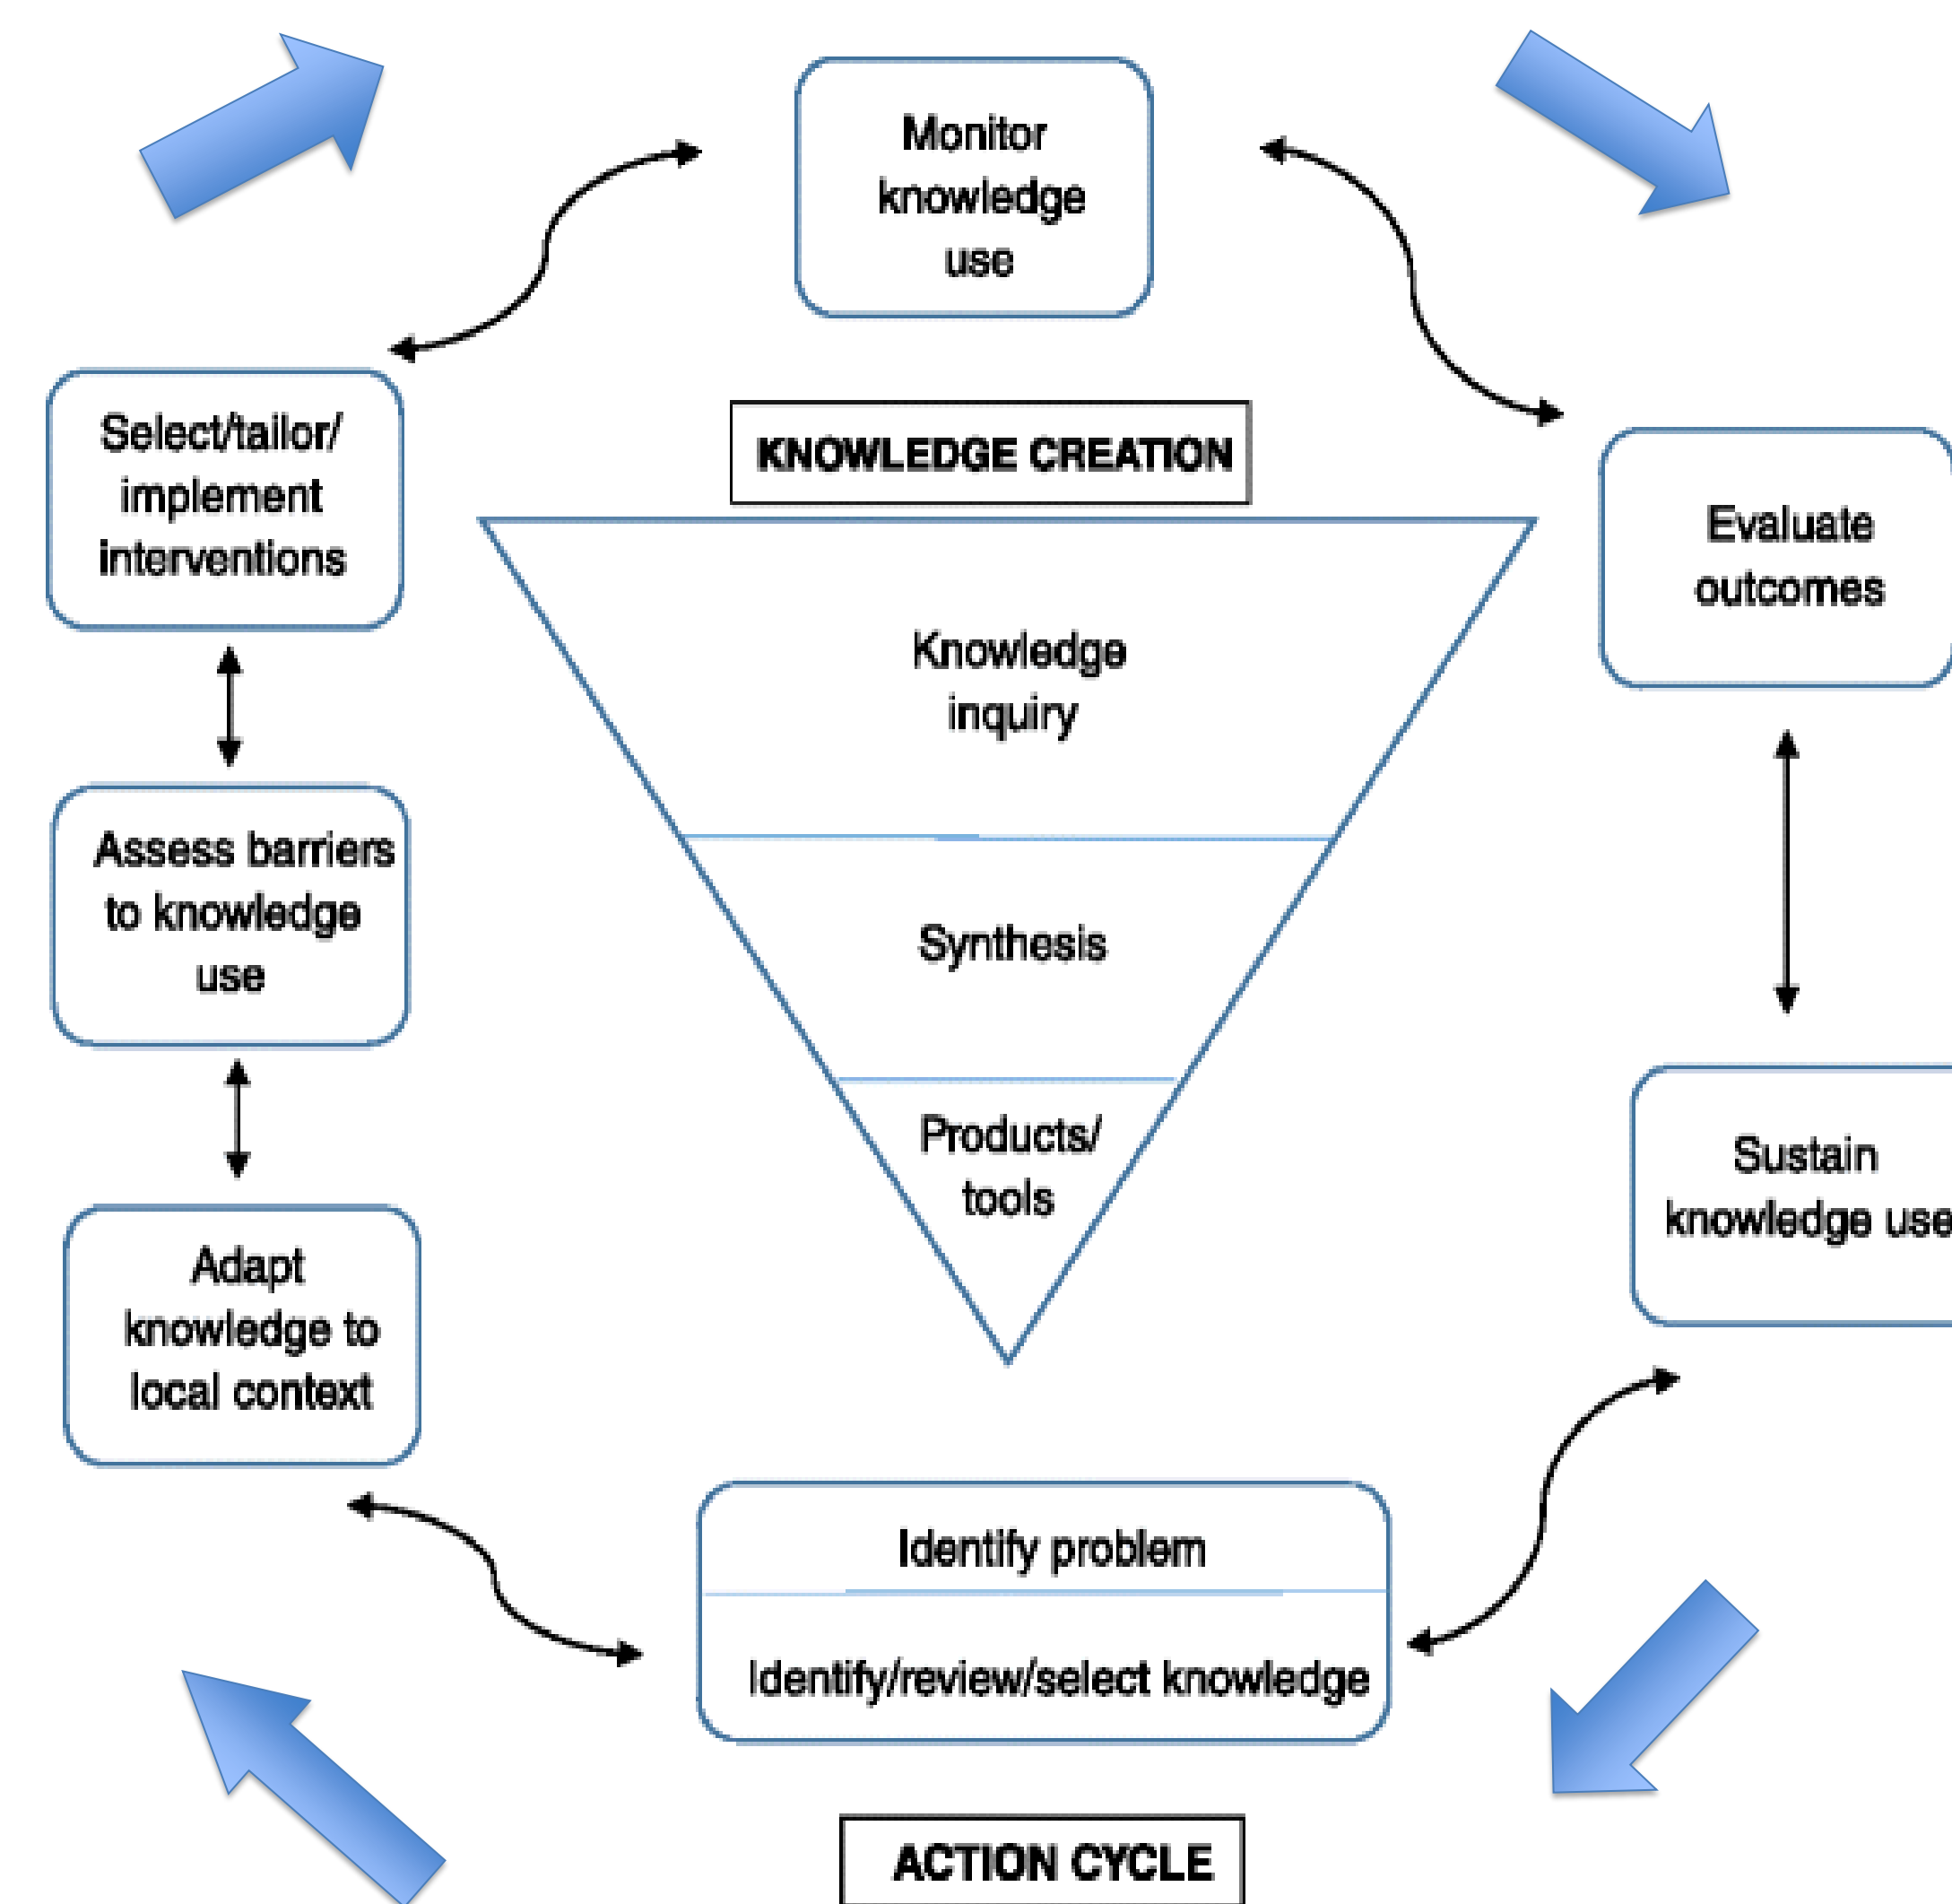 Monitor
knowledge
use
KNOWLEDGE CREATION
Select/tailor/
implement
interventions
Evaluate
outcomes
Knowledge
inquiry
Assess barriers
to knowledge
use
Synthesis
Products/
tools
Sustain
knowledge use
Adapt
knowledge to
local context
Identify problem
Identify/review/select knowledge
ACTION CYCLE